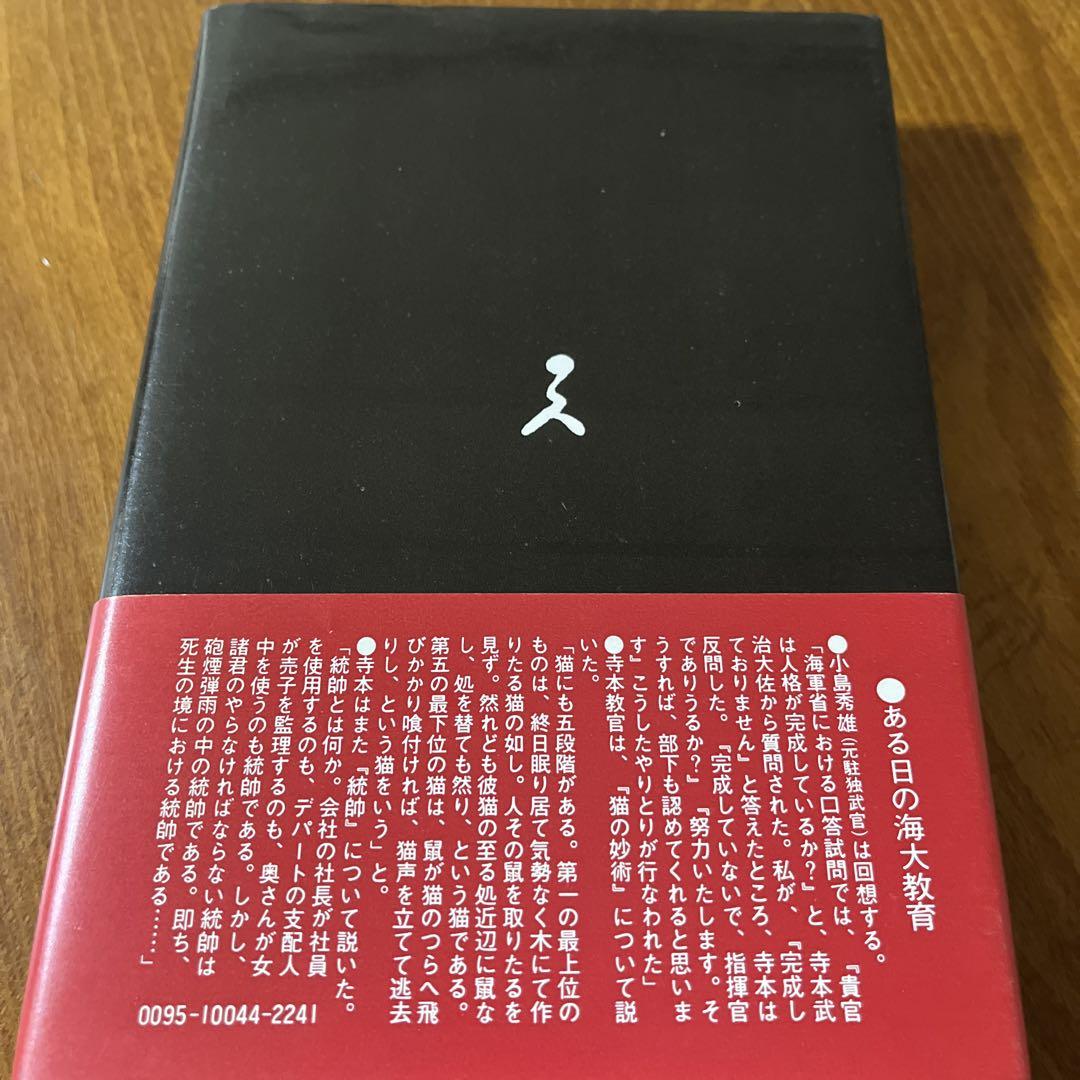 ●ある日の海大教育
●小島秀雄(元駐独武官)は回想する。
「海軍省における口答試問では、『貴官
は人格が完成しているか?』と、寺本武
治大佐から質問された。私が、『完成し
ておりません』と答えたところ、寺本は
反問した。『完成していないで、指揮官
でありうるか?』『努力いたします。そ
うすれば、部下も認めてくれると思いま
す』こうしたやりとりが行なわれた」
●寺本教官は、『猫の妙術』について説
いた。
「猫にも五段階がある。第一の最上位の
ものは、終日眠り居て気勢なく木にて作
りたる猫の如し。人その鼠を取りたるを
見ず。然れども彼猫の至る処近辺に鼠な
し、処を替ても然り、という猫である。
第五の最下位の猫は、鼠が猫のつらへ飛
びかかり喰付ければ、猫声を立てて逃去
りし、という猫をいう」と。
●寺本はまた『統帥』について説いた。
「統帥とは何か。会社の社長が社員
を使用するのも、デパートの支配人
が売子を監理するのも、奥さんが女
中を使うのも統帥である。しかし、
諸君のやらなければならない統帥は
砲煙弾雨の中の統帥である。即ち、
死生の境における統帥である……」
0095-10044-2241